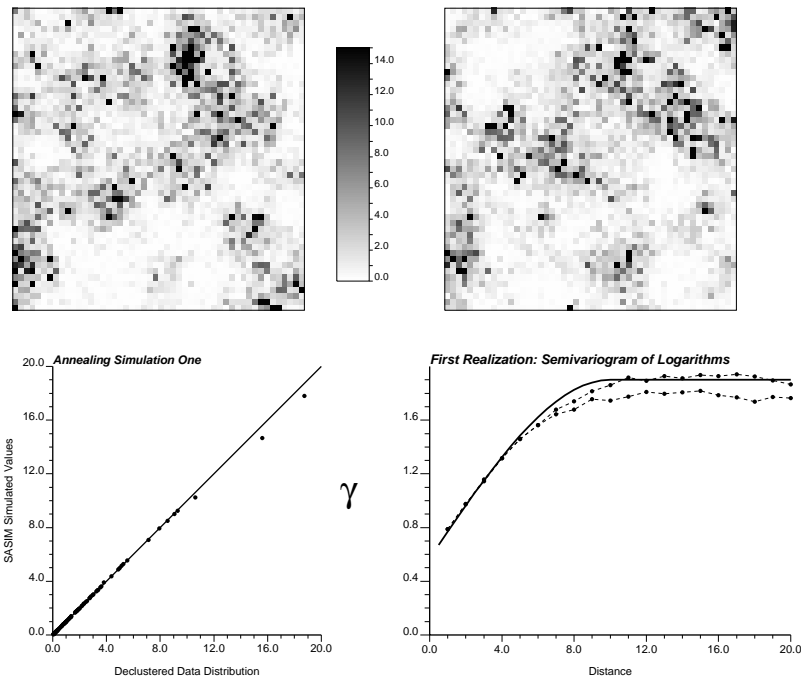 14.0
12.0
10.0
8.0
6.0
4.0
2.0
0.0
Annealing Simulation One
SASIM Simulated Values
20.0
16.0
12.0
8.0
4.0
0.0
0.0 4.0 8.0 12.0 16.0 20.0
Declustered Data Distribution
First Realization: Semivariogram of Logarithms
γ
1.6
1.2
0.8
0.4
0.0
0.0 4.0 8.0 12.0 16.0 20.0
Distance